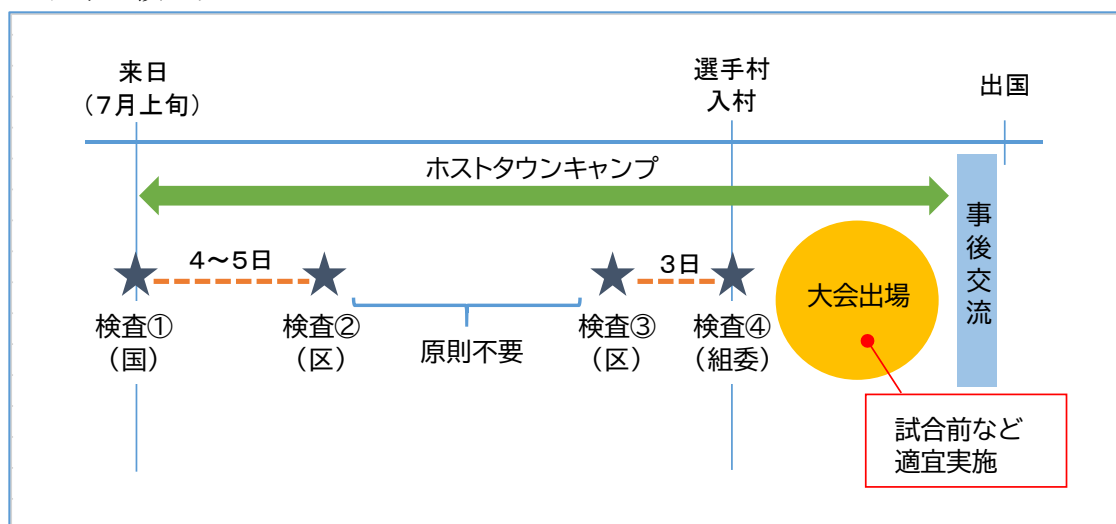 来日
(7月上旬)
選手村
入村
出国
ホストタウンキャンプ
4～5日
3日
検査①
(国)
検査②
(区)
原則不要
検査③
(区)
検査④
(組委)
大会出場
事後交流
試合前など
適宜実施